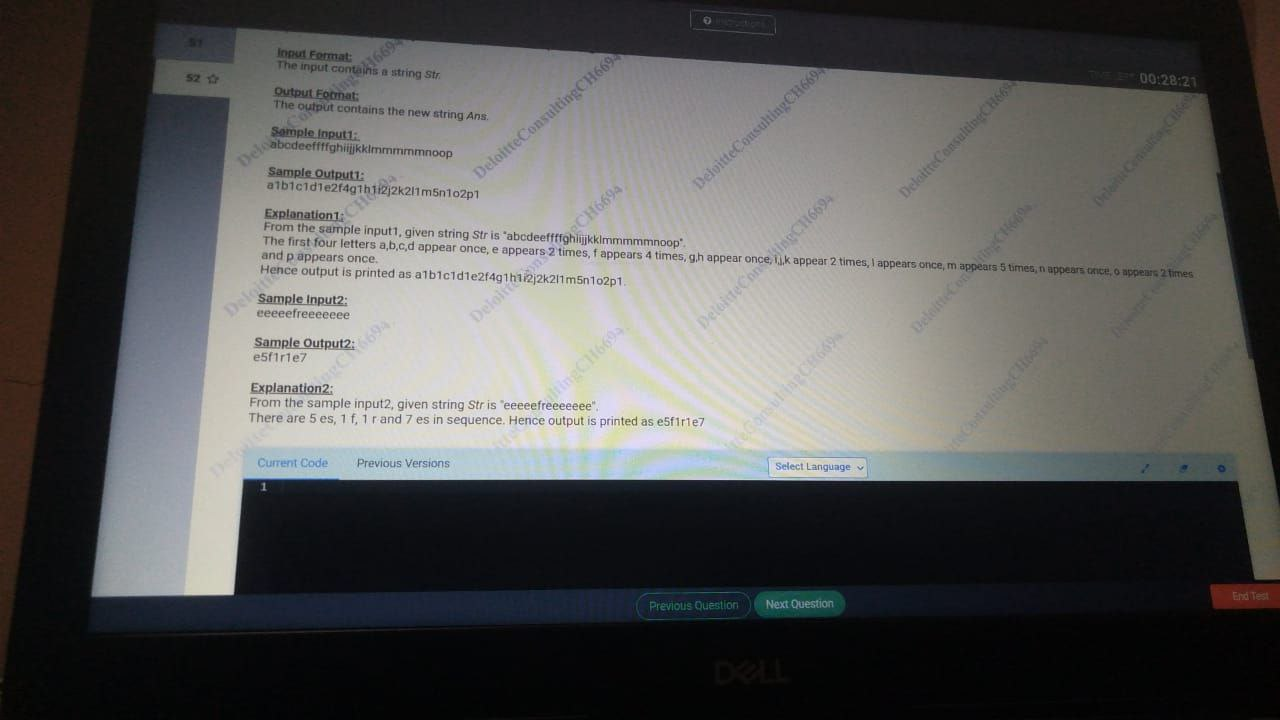 Instructions
S1
S2
TIME LEFT 00:28:21
Input Format:
The input contains a string Str.
Output Format:
The output contains the new string Ans.
Sample Input1:
abcdeeffffghiijjkklmmmmmnoop
Sample Output1:
a1b1c1d1e2f4g1h1i2j2k2l1m5n1o2p1
Explanation1:
From the sample input1, given string Str is "abcdeeffffghiijjkklmmmmmnoop".
The first four letters a,b,c,d appear once, e appears 2 times, f appears 4 times, g,h appear once, i,j,k appear 2 times, l appears once, m appears 5 times, n appears once, o appears 2 times
and p appears once.
Hence output is printed as a1b1c1d1e2f4g1h1i2j2k2l1m5n1o2p1.
Sample Input2:
eeeeefreeeeeee
Sample Output2:
e5f1r1e7
Explanation2:
From the sample input2, given string Str is "eeeeefreeeeeee".
There are 5 es, 1 f, 1 r and 7 es in sequence. Hence output is printed as e5f1r1e7
DeloitteConsultingCH6694
Current Code Previous Versions Select Language
1
Previous Question Next Question End Test
DELL